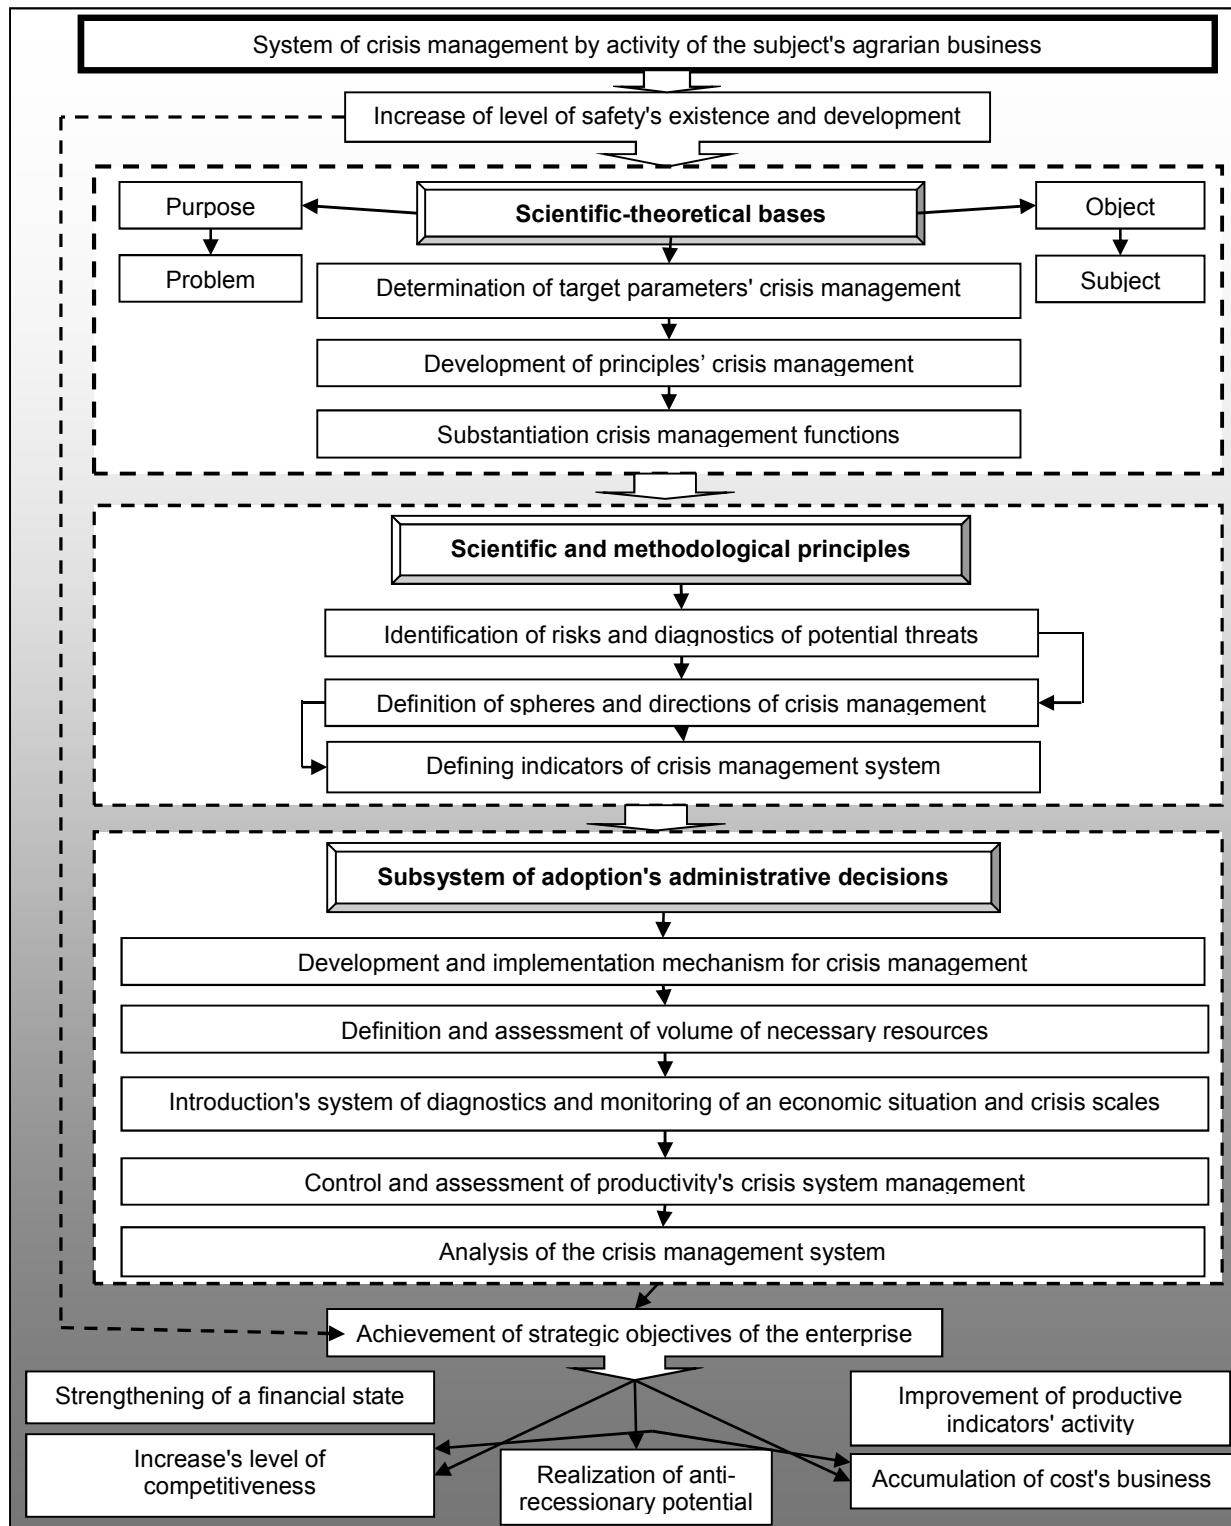 System of crisis management by activity of the subject's agrarian business
Increase of level of safety's existence and development
Purpose
Scientific-theoretical bases
Object
Problem
Determination of target parameters' crisis management
Subject
Development of principles’ crisis management
Substantiation crisis management functions
Scientific and methodological principles
Identification of risks and diagnostics of potential threats
Definition of spheres and directions of crisis management
Defining indicators of crisis management system
Subsystem of adoption's administrative decisions
Development and implementation mechanism for crisis management
Definition and assessment of volume of necessary resources
Introduction's system of diagnostics and monitoring of an economic situation and crisis scales
Control and assessment of productivity's crisis system management
Analysis of the crisis management system
Achievement of strategic objectives of the enterprise
Strengthening of a financial state
Improvement of productive
indicators' activity
Increase's level of
competitiveness
Realization of anti-
recessionary potential
Accumulation of cost's business